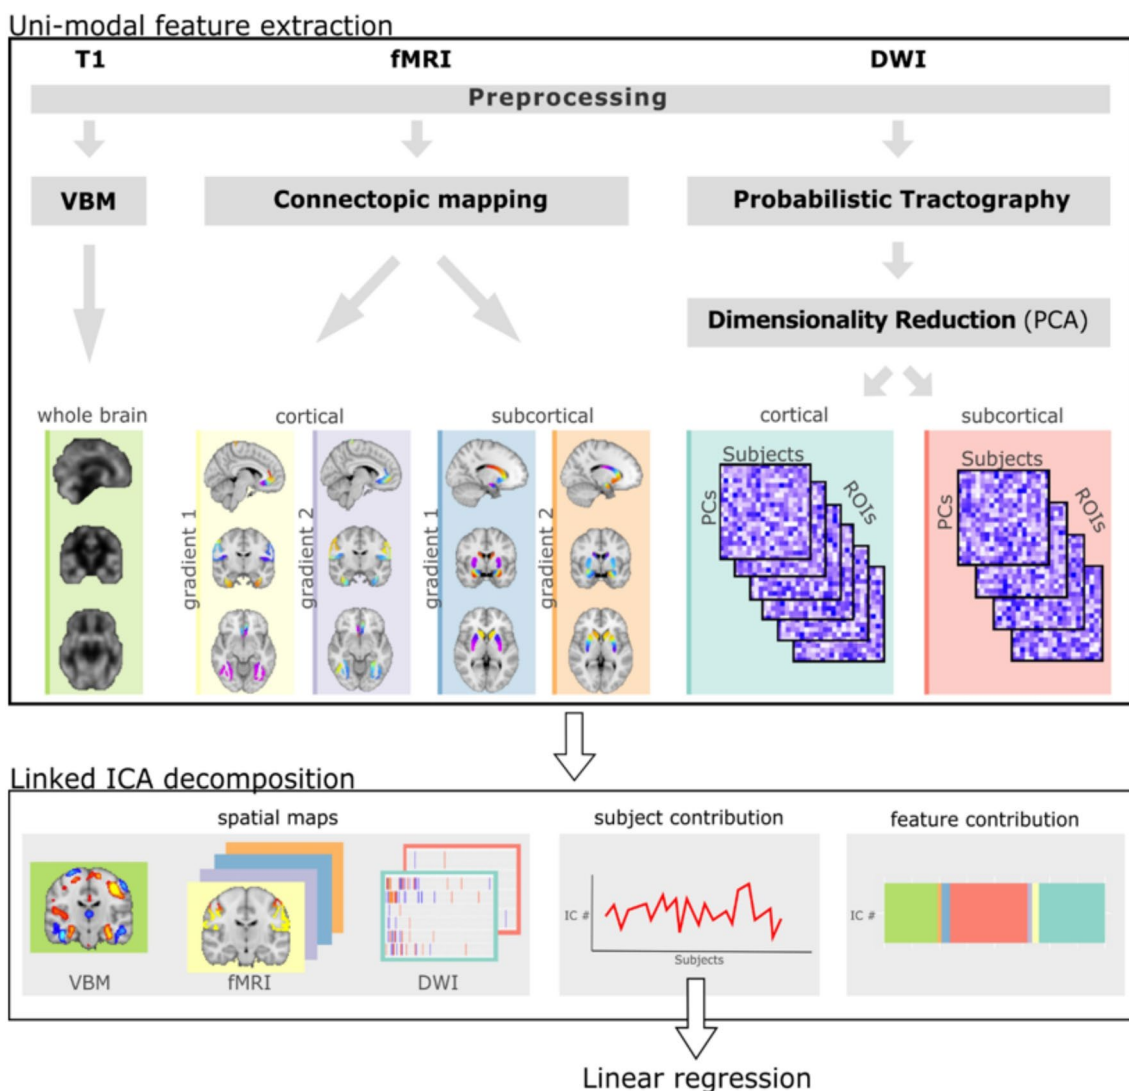 Uni-modal feature extraction
T1 fMRI DWI
Preprocessing
VBM Connectopic mapping Probabilistic Tractography
Dimensionality Reduction (PCA)
whole brain cortical subcortical cortical subcortical
gradient 1
gradient 2
gradient 1
gradient 2
Subjects
PCs
ROIs
Subjects
PCs
ROIs
Linked ICA decomposition
spatial maps subject contribution feature contribution
IC #
Subjects
IC #
VBM fMRI DWI
Linear regression